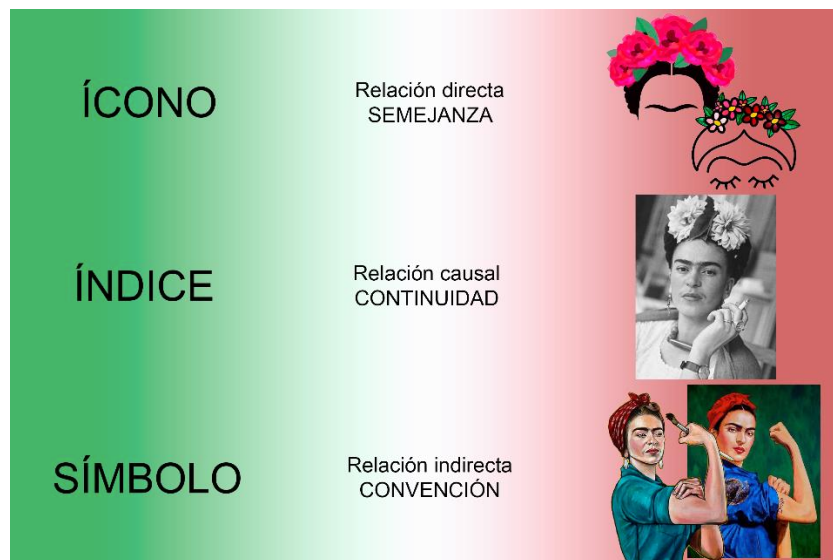 ÍCONO
Relación directa
SEMEJANZA
ÍNDICE
Relación causal
CONTINUIDAD
SÍMBOLO
Relación indirecta
CONVENCIÓN